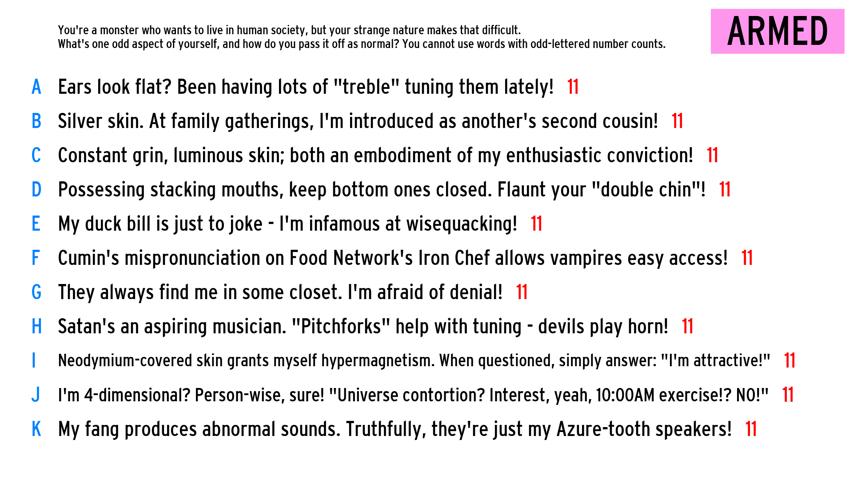 You're a monster who wants to live in human society, but your strange nature makes that difficult.
What's one odd aspect of yourself, and how do you pass it off as normal? You cannot use words with odd-lettered number counts.
ARMED
A Ears look flat? Been having lots of "treble" tuning them lately! 11
B Silver skin. At family gatherings, I'm introduced as another's second cousin! 11
C Constant grin, luminous skin; both an embodiment of my enthusiastic conviction! 11
D Possessing stacking mouths, keep bottom ones closed. Flaunt your "double chin"! 11
E My duck bill is just to joke - I'm infamous at wisequacking! 11
F Cumin's mispronunciation on Food Network's Iron Chef allows vampires easy access! 11
G They always find me in some closet. I'm afraid of denial! 11
H Satan's an aspiring musician. "Pitchforks" help with tuning - devils play horn! 11
I Neodymium-covered skin grants myself hypermagnetism. When questioned, simply answer: "I'm attractive!" 11
J I'm 4-dimensional? Person-wise, sure! "Universe contortion? Interest, yeah, 10:00AM exercise!? NO!" 11
K My fang produces abnormal sounds. Truthfully, they're just my Azure-tooth speakers! 11